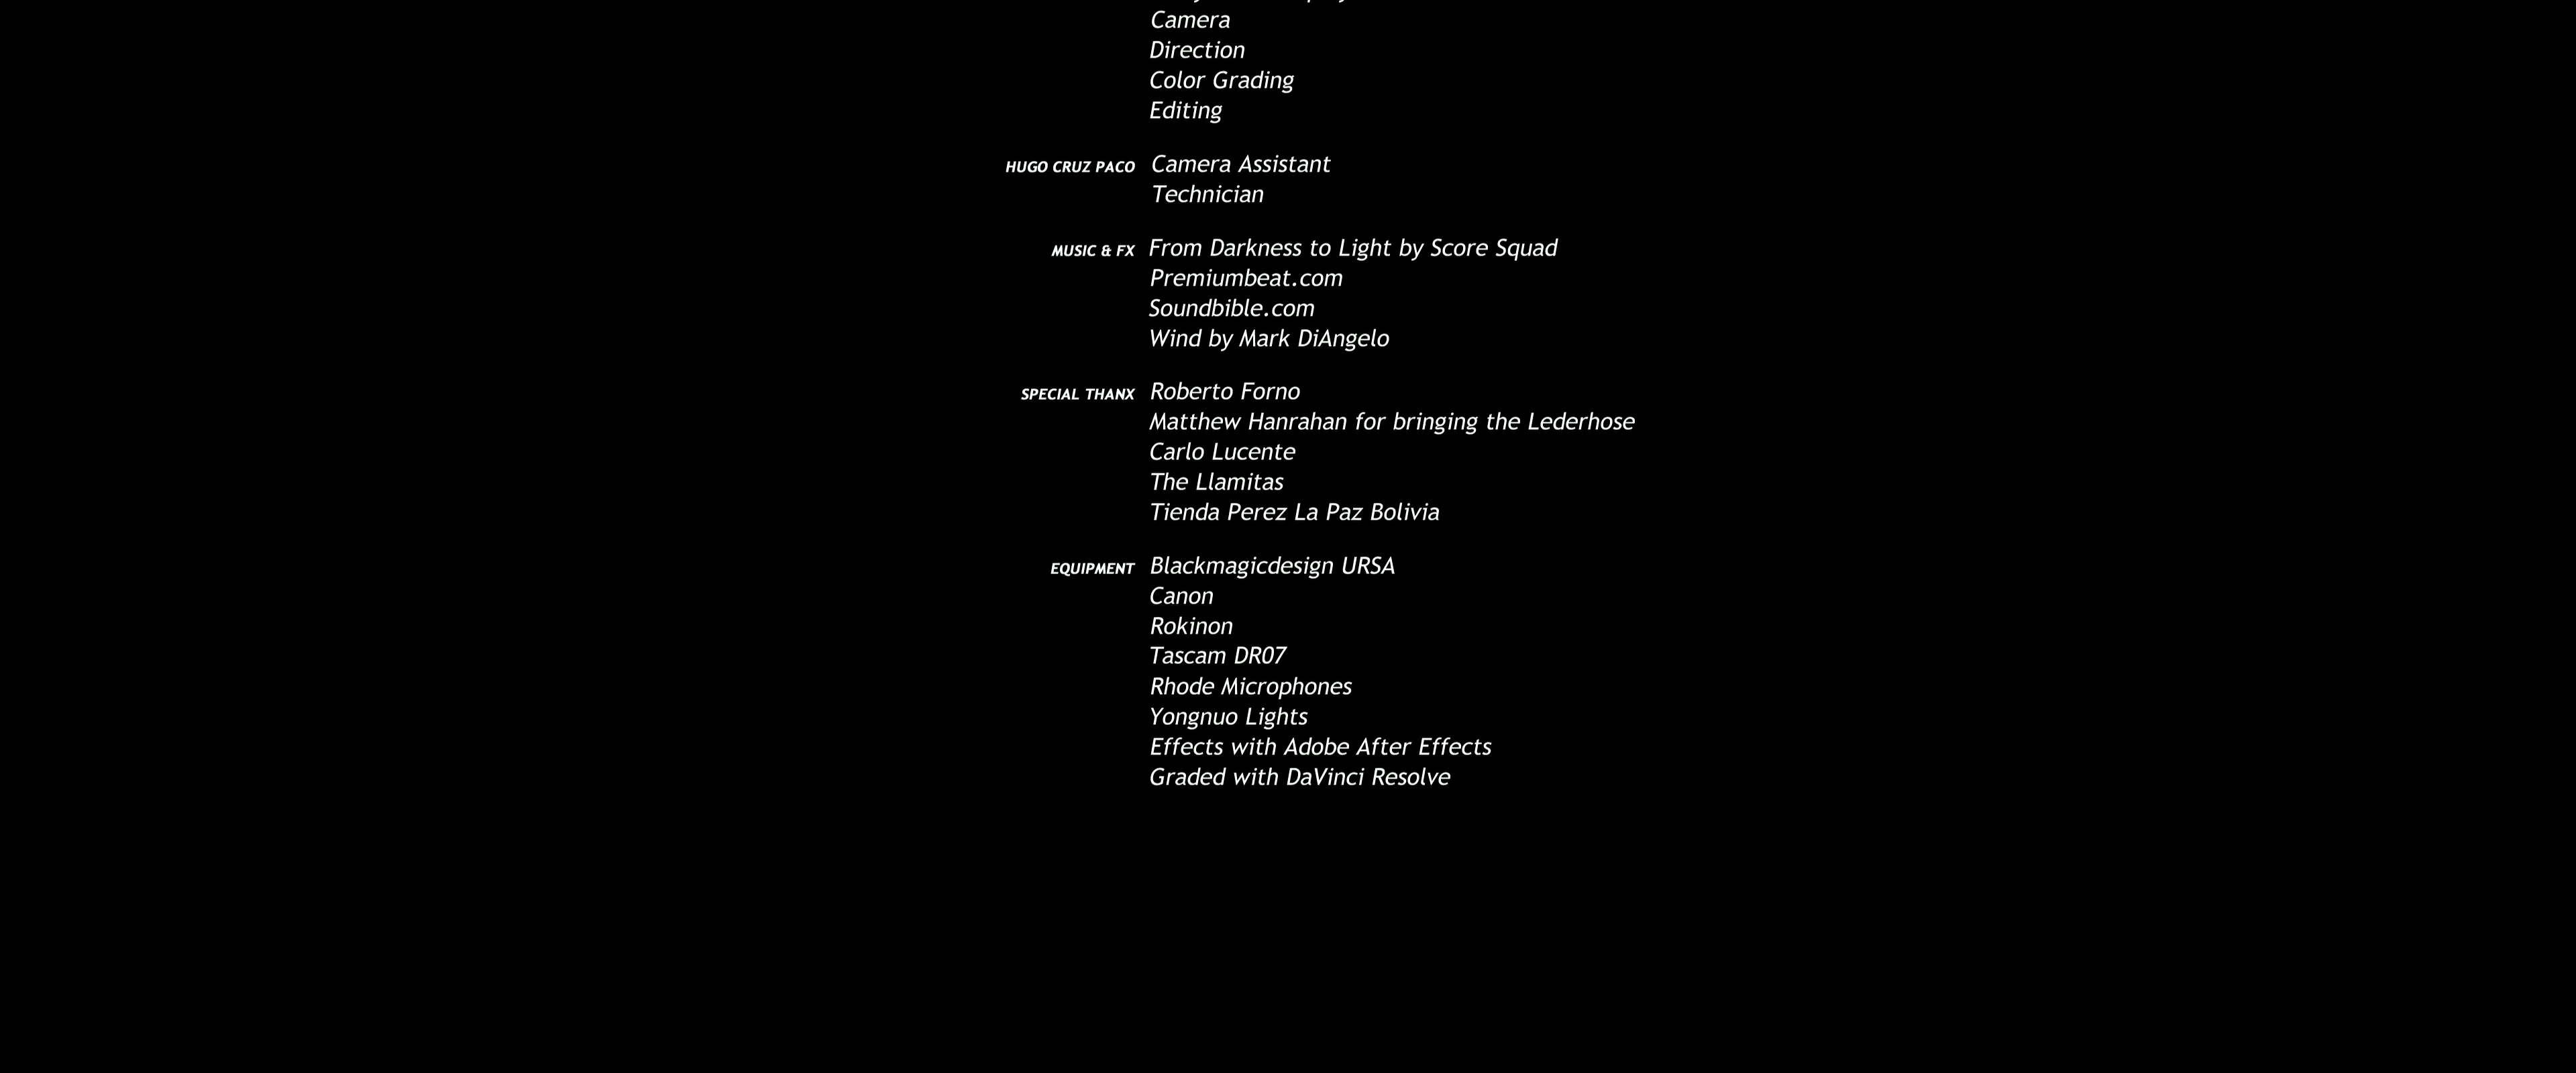 Camera
Direction
Color Grading
Editing
HUGO CRUZ PACO Camera Assistant
Technician
MUSIC & FX From Darkness to Light by Score Squad
Premiumbeat.com
Soundbible.com
Wind by Mark DiAngelo
SPECIAL THANX Roberto Forno
Matthew Hanrahan for bringing the Lederhose
Carlo Lucente
The Llamitas
Tienda Perez La Paz Bolivia
EQUIPMENT Blackmagicdesign URSA
Canon
Rokinon
Tascam DR07
Rhode Microphones
Yongnuo Lights
Effects with Adobe After Effects
Graded with DaVinci Resolve